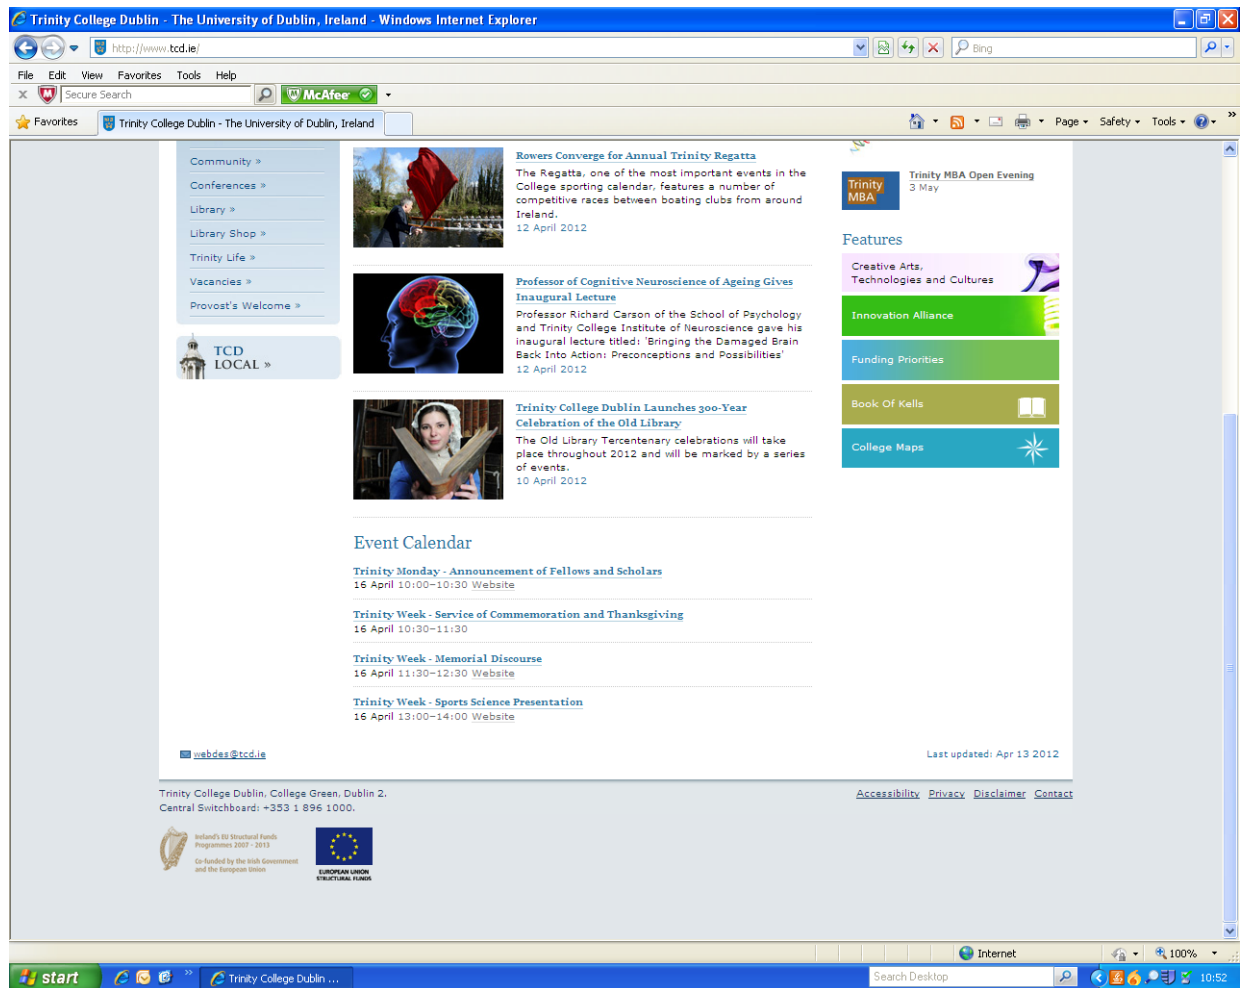 Trinity College Dublin - The University of Dublin, Ireland - Windows Internet Explorer
http://www.tcd.ie/
Bing
File Edit View Favorites Tools Help
x Secure Search McAfee
Favorites Trinity College Dublin - The University of Dublin, Ireland Page Safety Tools »
Community »
Conferences »
Library »
Library Shop »
Trinity Life »
Vacancies »
Provost's Welcome »
TCD
LOCAL »
Rowers Converge for Annual Trinity Regatta
The Regatta, one of the most important events in the
College sporting calendar, features a number of
competitive races between boating clubs from around
Ireland.
12 April 2012
Professor of Cognitive Neuroscience of Ageing Gives
Inaugural Lecture
Professor Richard Carson of the School of Psychology
and Trinity College Institute of Neuroscience gave his
inaugural lecture titled: 'Bringing the Damaged Brain
Back Into Action: Preconceptions and Possibilities'
12 April 2012
Trinity College Dublin Launches 300-Year
Celebration of the Old Library
The Old Library Tercentenary celebrations will take
place throughout 2012 and will be marked by a series
of events.
10 April 2012
Event Calendar
Trinity Monday - Announcement of Fellows and Scholars
16 April 10:00-10:30 Website
Trinity Week - Service of Commemoration and Thanksgiving
16 April 10:30-11:30
Trinity Week - Memorial Discourse
16 April 11:30-12:30 Website
Trinity Week - Sports Science Presentation
16 April 13:00-14:00 Website
Trinity
MBA
Trinity MBA Open Evening
3 May
Features
Creative Arts,
Technologies and Cultures
Innovation Alliance
Funding Priorities
Book Of Kells
College Maps
webdes@tcd.ie
Last updated: Apr 13 2012
Trinity College Dublin, College Green, Dublin 2.
Central Switchboard: +353 1 896 1000.
Accessibility Privacy Disclaimer Contact
Ireland's EU Structural Funds
Programmes 2007 - 2013
Co-funded by the Irish Government
and the European Union
EUROPEAN UNION
STRUCTURAL FUNDS
Internet 100%
start » Trinity College Dublin ... Search Desktop 10:52